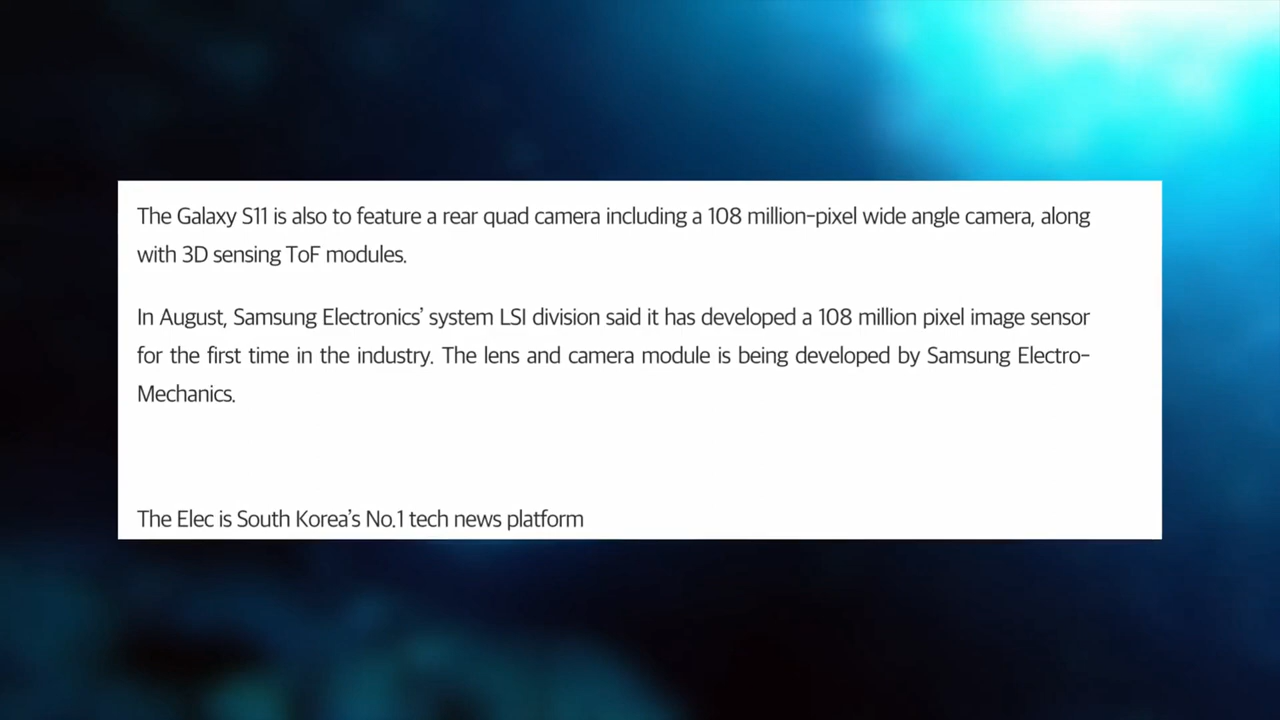 The Galaxy S11 is also to feature a rear quad camera including a 108 million-pixel wide angle camera, along
with 3D sensing ToF modules.
In August, Samsung Electronics’ system LSI division said it has developed a 108 million pixel image sensor
for the first time in the industry. The lens and camera module is being developed by Samsung Electro-
Mechanics.
The Elec is South Korea’s No.1 tech news platform